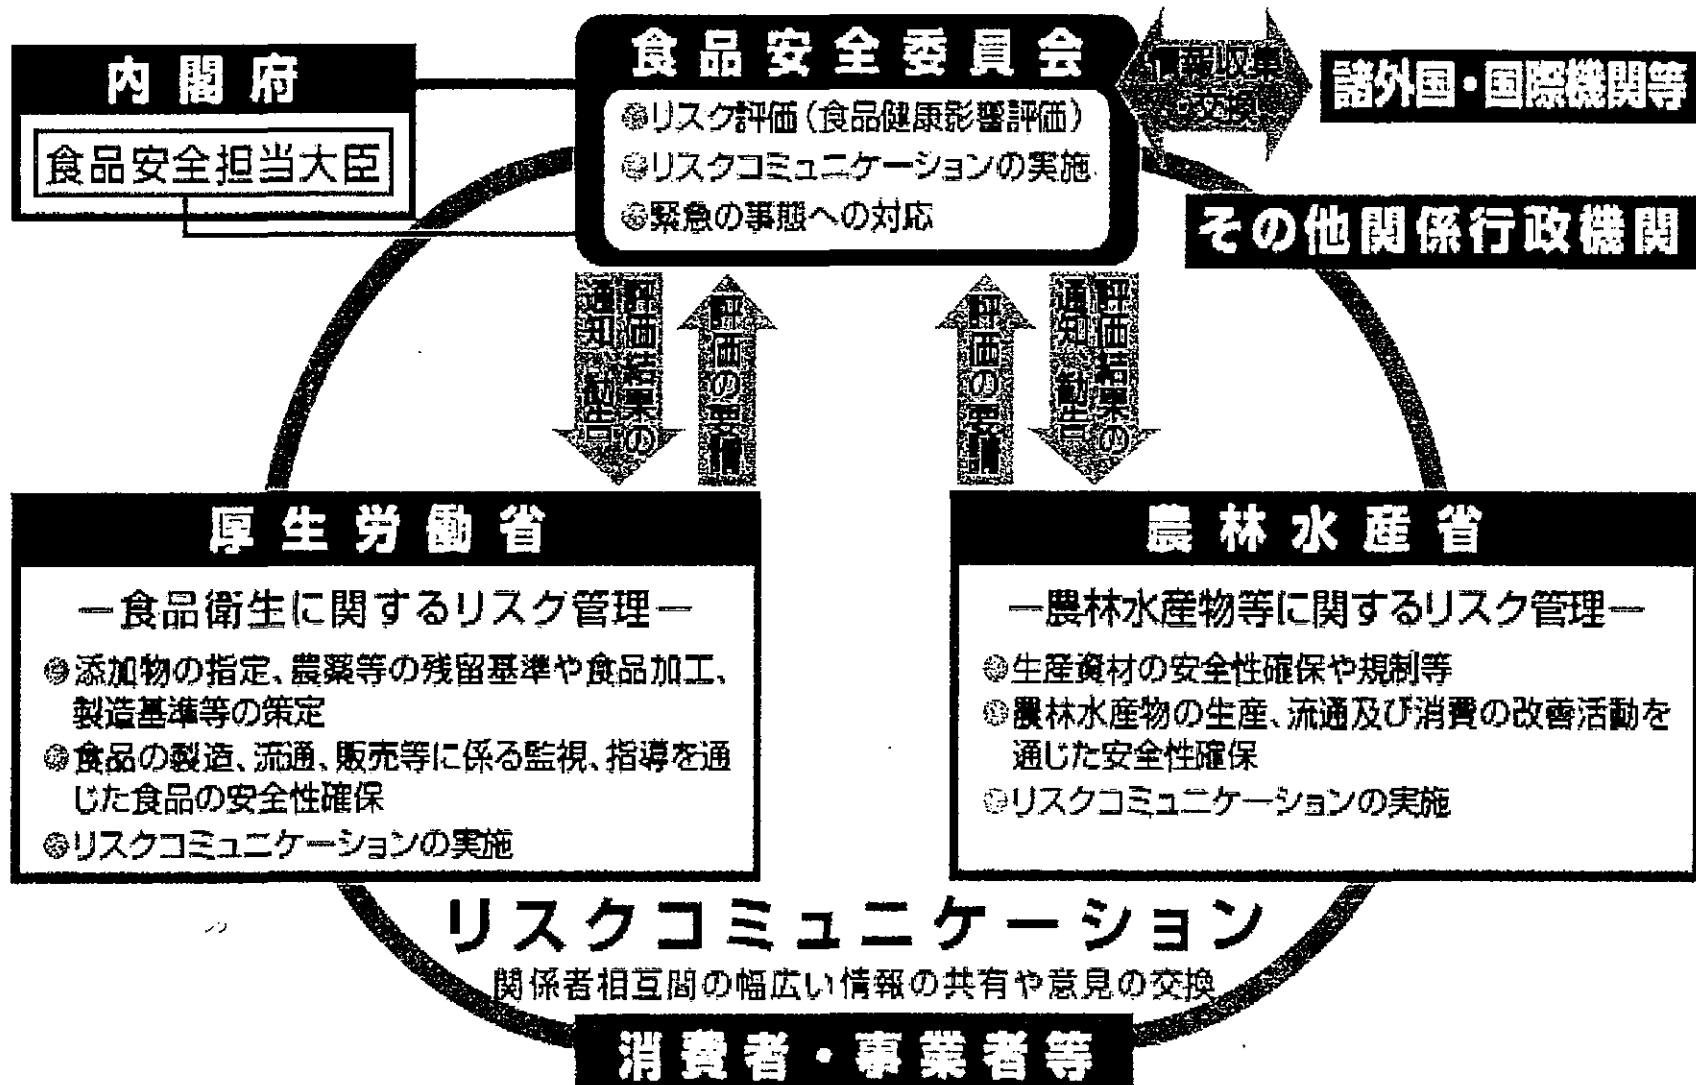 内閣府
食品安全担当大臣
食品安全委員会
リスク評価(食品健康影響評価)
リスクコミュニケーションの実施
緊急の事態への対応
情報収集
交換
諸外国・国際機関等
その他関係行政機関
評価結果の
通知 勧告
評価の要請
評価の要請
評価結果の
通知 勧告
厚生労働省
―食品衛生に関するリスク管理―
添加物の指定、農薬等の残留基準や食品加工、
製造基準等の策定
食品の製造、流通、販売等に係る監視、指導を通
じた食品の安全性確保
リスクコミュニケーションの実施
農林水産省
―農林水産物等に関するリスク管理―
生産資材の安全性確保や規制等
農林水産物の生産、流通及び消費の改善活動を
通じた安全性確保
リスクコミュニケーションの実施
リスクコミュニケーション
関係者相互間の幅広い情報の共有や意見の交換
消費者・事業者等